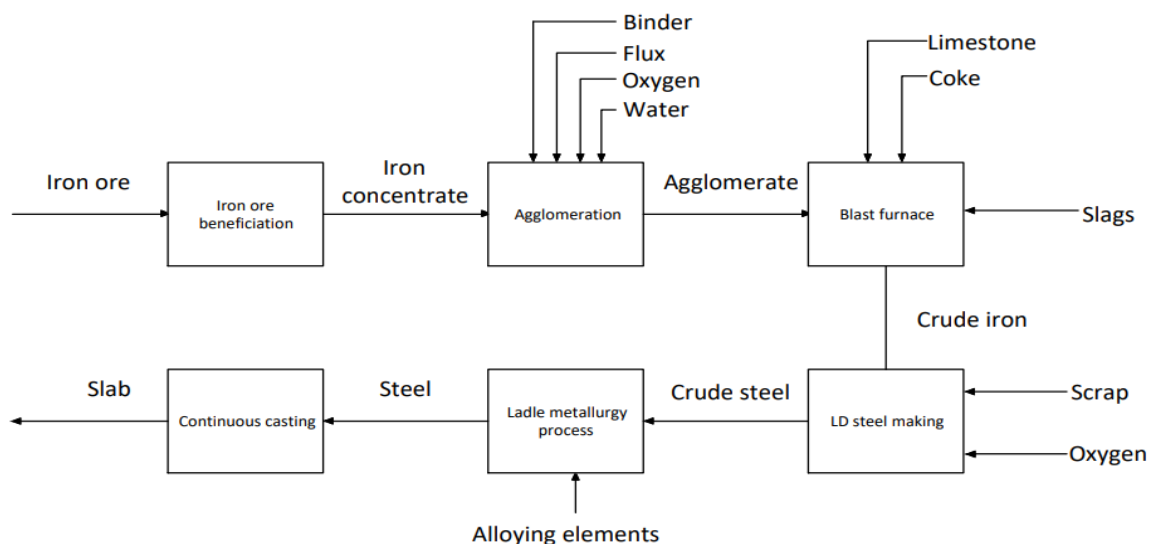 Binder
Flux
Oxygen
Water
Limestone
Coke
Iron ore
Iron ore
beneficiation
Iron
concentrate
Agglomeration
Agglomerate
Blast furnace
Slags
Crude iron
Slab
Continuous casting
Steel
Ladle metallurgy
process
Crude steel
LD steel making
Scrap
Oxygen
Alloying elements